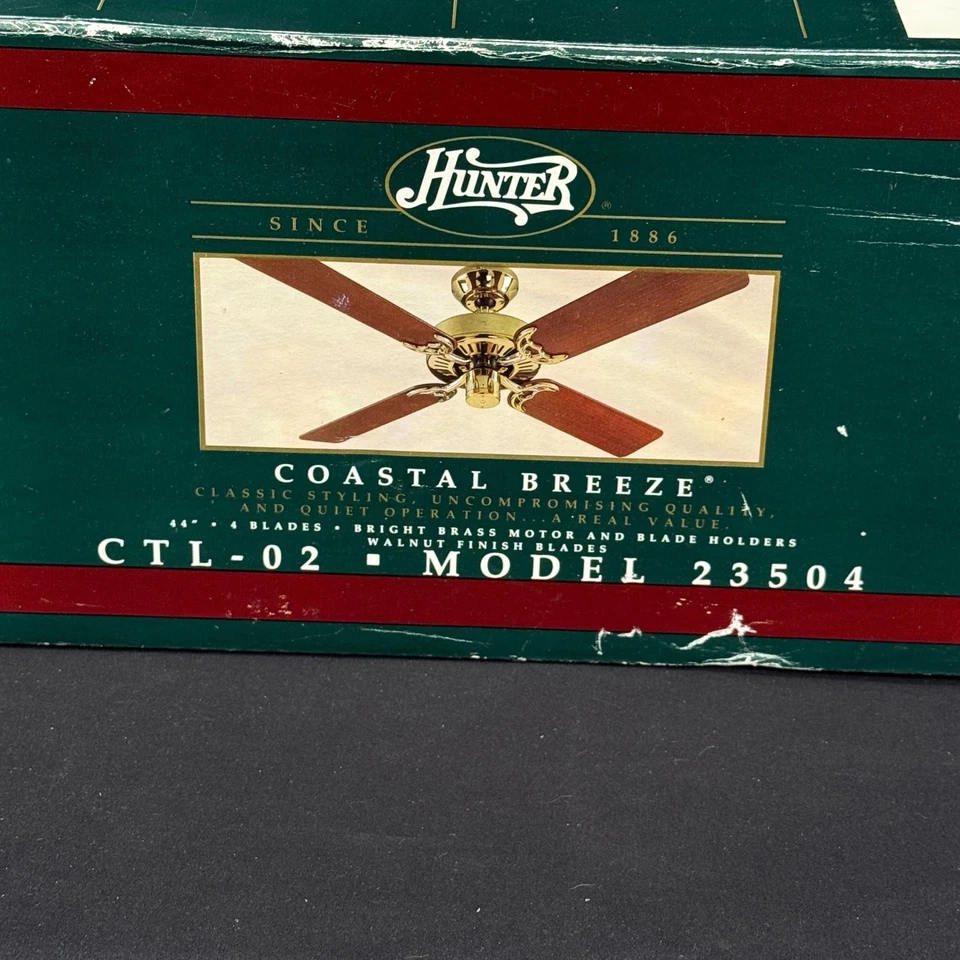 HUNTER ®
SINCE 1886
COASTAL BREEZE®
CLASSIC STYLING, UNCOMPROMISING QUALITY,
AND QUIET OPERATION...A REAL VALUE.
44" • 4 BLADES • BRIGHT BRASS MOTOR AND BLADE HOLDERS
WALNUT FINISH BLADES
CTL-02 ▪ MODEL 23504